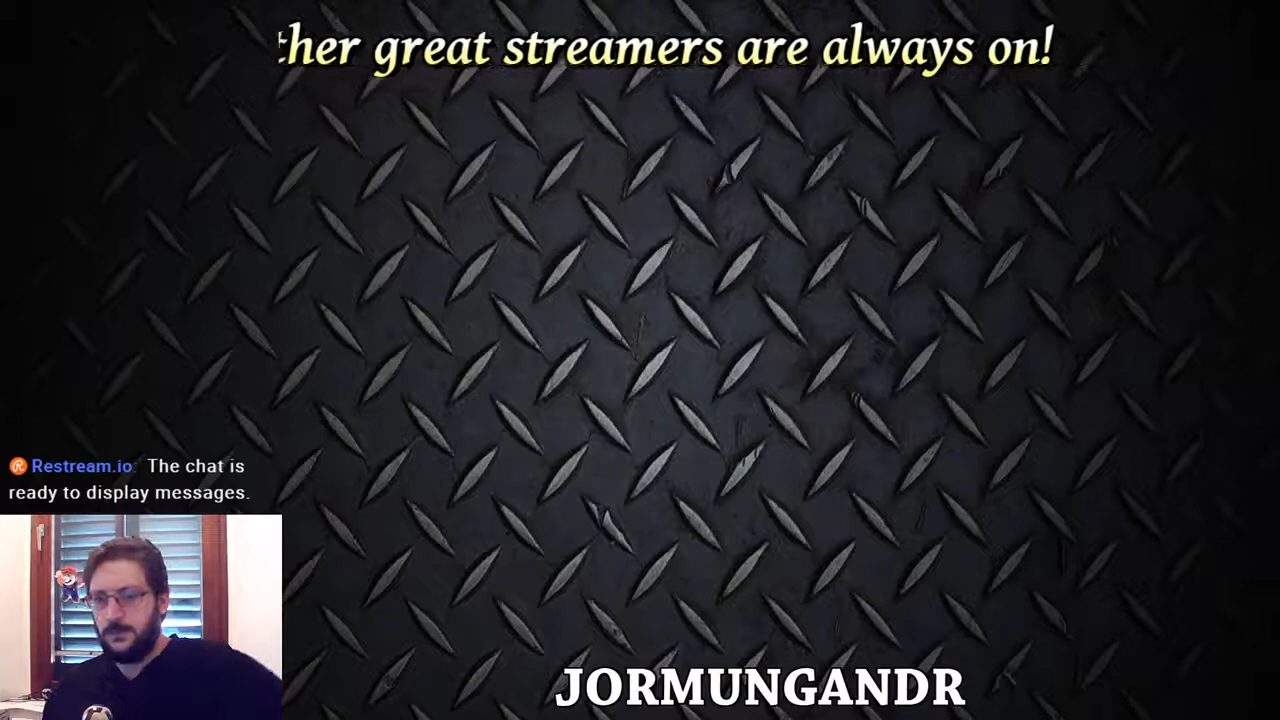 ther great streamers are always on!
Restream.io: The chat is
ready to display messages.
JORMUNGANDR